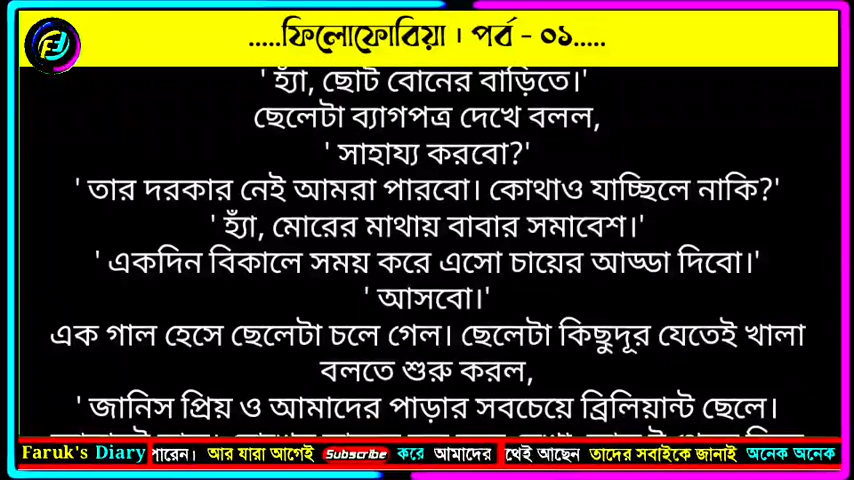 .....ফিলোফোবিয়া । পর্ব - ০১.....
' হ্যাঁ, ছোট বোনের বাড়িতে।'
ছেলেটা ব্যাগপত্র দেখে বলল,
' সাহায্য করবো?'
' তার দরকার নেই আমরা পারবো। কোথাও যাচ্ছিলে নাকি?'
' হ্যাঁ, মোরের মাথায় বাবার সমাবেশ।'
' একদিন বিকালে সময় করে এসো চায়ের আড্ডা দিবো।'
' আসবো।'
এক গাল হেসে ছেলেটা চলে গেল। ছেলেটা কিছুদূর যেতেই খালা
বলতে শুরু করল,
' জানিস প্রিয় ও আমাদের পাড়ার সবচেয়ে ব্রিলিয়ান্ট ছেলে।
Faruk's Diary পারেন। আর যারা আগেই Subscribe করে আমাদের থেই আছেন তাদের সবাইকে জানাই অনেক অনেক